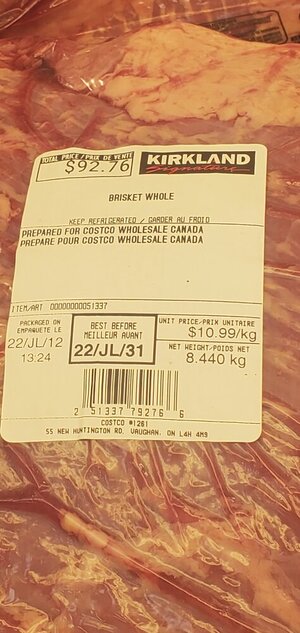 TOTAL PRICE / PRIX DE VENTE
$92.76
KIRKLAND
Signature
BRISKET WHOLE
KEEP REFRIGERATED / GARDER AU FROID
PREPARED FOR COSTCO WHOLESALE CANADA
PREPARE POUR COSTCO WHOLESALE CANADA
ITEM/ART 00000000051337
PACKAGED ON
EMPAQUETE LE
22/JL/12
13:24
BEST BEFORE
MEILLEUR AVANT
22/JL/31
UNIT PRICE/PRIX UNITAIRE
$10.99/kg
NET WEIGHT/POIDS NET
8.440 kg
2 51337 79276 6
COSTCO #1261
55 NEW HUNTINGTON RD, VAUGHAN, ON L4H 4M9